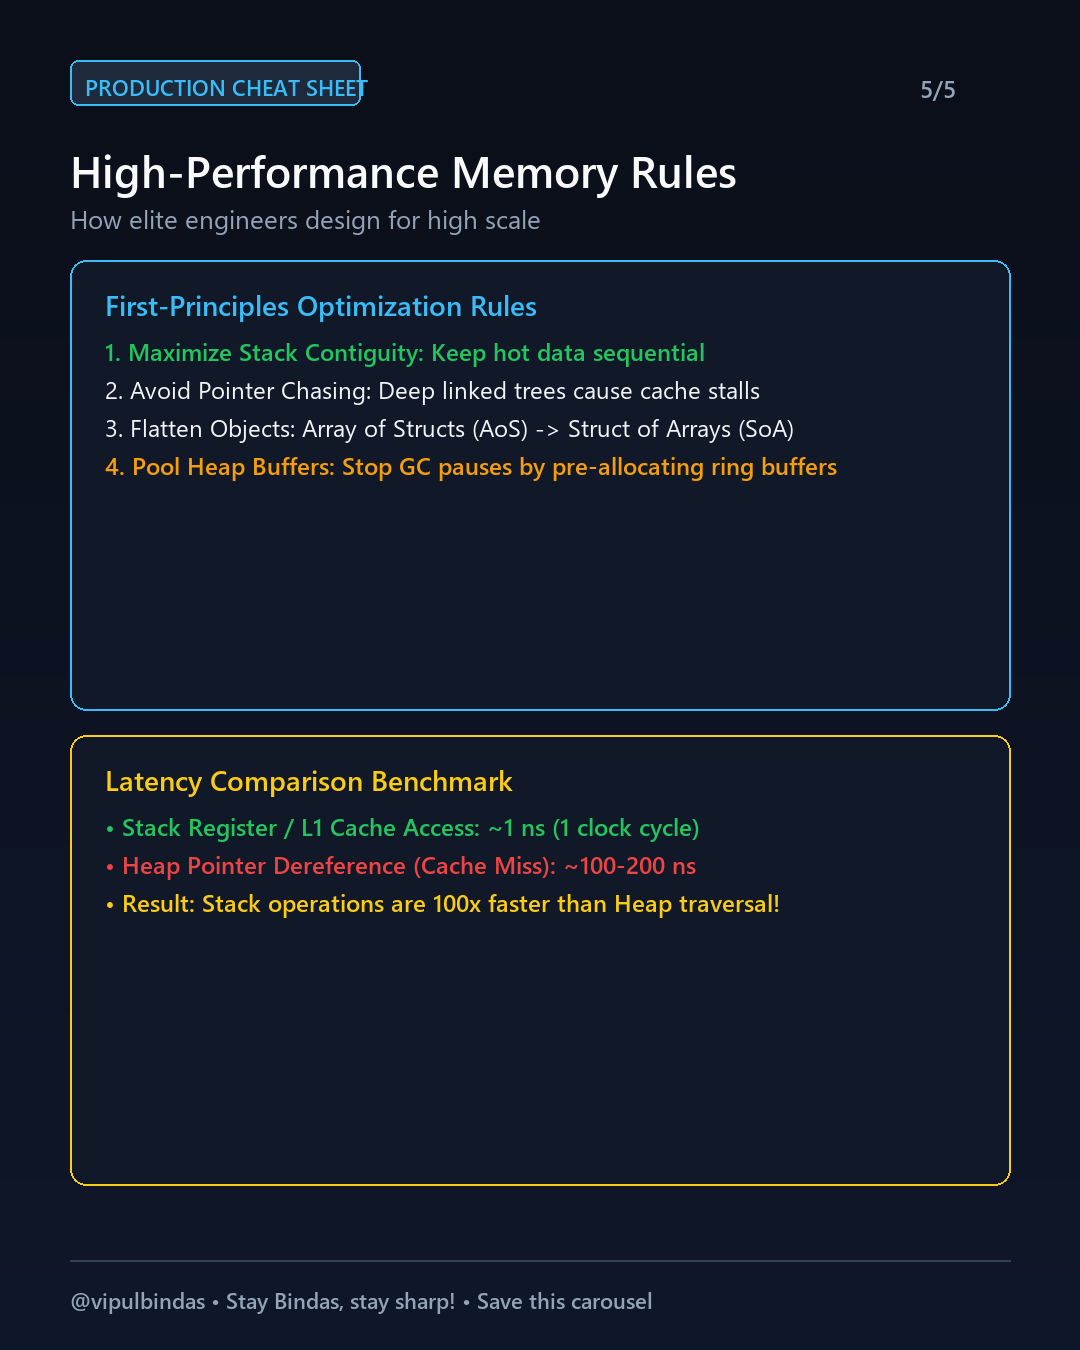 PRODUCTION CHEAT SHEET
5/5
High-Performance Memory Rules
How elite engineers design for high scale
First-Principles Optimization Rules
1. Maximize Stack Contiguity: Keep hot data sequential
2. Avoid Pointer Chasing: Deep linked trees cause cache stalls
3. Flatten Objects: Array of Structs (AoS) -> Struct of Arrays (SoA)
4. Pool Heap Buffers: Stop GC pauses by pre-allocating ring buffers
Latency Comparison Benchmark
• Stack Register / L1 Cache Access: ~1 ns (1 clock cycle)
• Heap Pointer Dereference (Cache Miss): ~100-200 ns
• Result: Stack operations are 100x faster than Heap traversal!
@vipulbindas • Stay Bindas, stay sharp! • Save this carousel